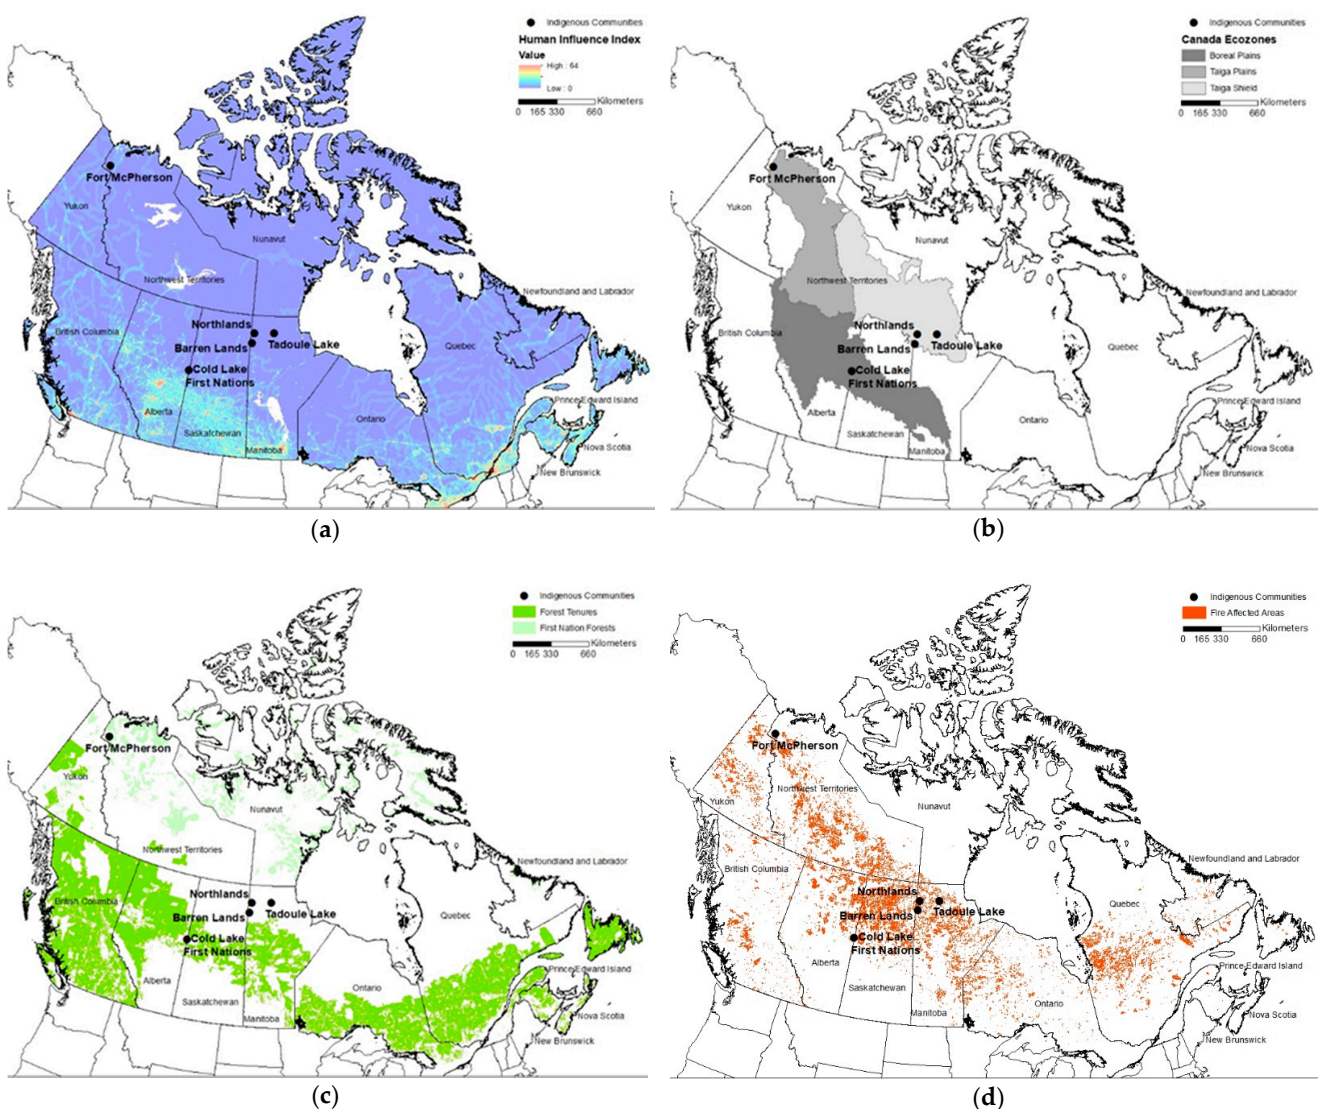 Indigenous Communities
Human Influence Index
Value
High : 64
Low : 0
Kilometers
0 165 330 660
Fort McPherson
Yukon
Nunavut
Northwest Territories
Newfoundland and Labrador
British Columbia
Northlands
Barren Lands
Tadoule Lake
Quebec
Cold Lake
First Nations
Prince Edward Island
Alberta
Ontario
Saskatchewan
Nova Scotia
Manitoba
New Brunswick
(a)
Indigenous Communities
Canada Ecozones
Boreal Plains
Taiga Plains
Taiga Shield
Kilometers
0 165 330 660
Fort McPherson
Yukon
Nunavut
Northwest Territories
Newfoundland and Labrador
British Columbia
Northlands
Barren Lands
Tadoule Lake
Quebec
Cold Lake
First Nations
Prince Edward Island
Alberta
Ontario
Saskatchewan
Nova Scotia
Manitoba
New Brunswick
(b)
Indigenous Communities
Forest Tenures
First Nation Forests
Kilometers
0 165 330 660
Fort McPherson
Yukon
Nunavut
Northwest Territories
Newfoundland and Labrador
Northlands
British Columbia
Barren Lands
Tadoule Lake
Quebec
Cold Lake
First Nations
Prince Edward Island
Alberta
Ontario
Saskatchewan
Nova Scotia
Manitoba
New Brunswick
(c)
Indigenous Communities
Fire Affected Areas
Kilometers
0 165 330 660
Fort McPherson
Northwest Territories
Yukon
Nunavut
Newfoundland and Labrador
British Columbia
Northlands
Barren Lands
Tadoule Lake
Quebec
Cold Lake
First Nations
Alberta
Prince Edward Island
Saskatchewan
Ontario
Manitoba
Nova Scotia
New Brunswick
(d)